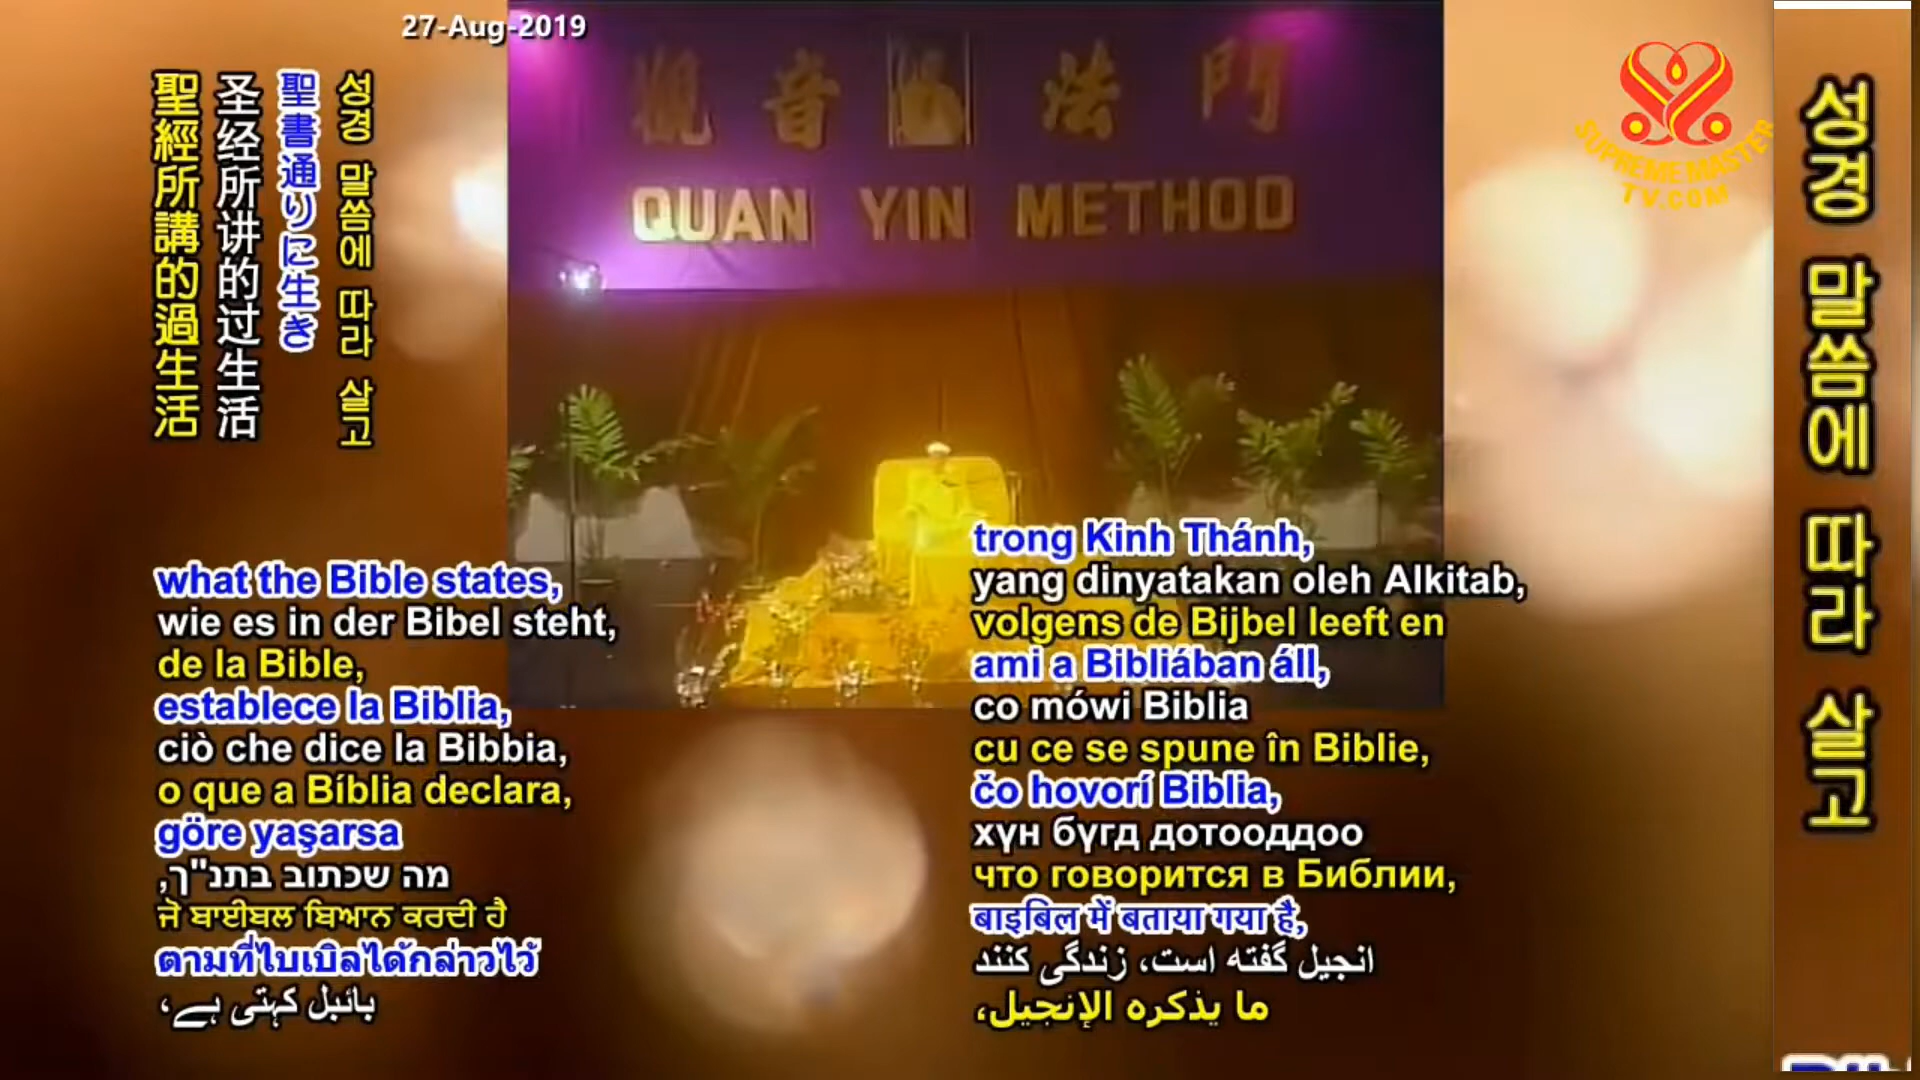 27-Aug-2019
觀音法門
QUAN YIN METHOD
SUPREME MASTER
TV.COM
성경 말씀에 따라 살고
聖書通りに生き
圣经所讲的过生活
聖經所講的過生活
what the Bible states,
wie es in der Bibel steht,
de la Bible,
establece la Biblia,
ciò che dice la Bibbia,
o que a Bíblia declara,
göre yaşarsa
מה שכתוב בתנ"ך,
ਜੋ ਬਾਈਬਲ ਬਿਆਨ ਕਰਦੀ ਹੈ
ตามที่ไบเบิลได้กล่าวไว้
بائبل کہتی ہے،
trong Kinh Thánh,
yang dinyatakan oleh Alkitab,
volgens de Bijbel leeft en
ami a Bibliában áll,
co mówi Biblia
cu ce se spune în Biblie,
čo hovorí Biblia,
хүн бүгд дотооддоо
что говорится в Библии,
बाइबिल में बताया गया है,
انجیل گفته است، زندگی کنند
ما يذكره الإنجيل،
성경 말씀에 따라 살고